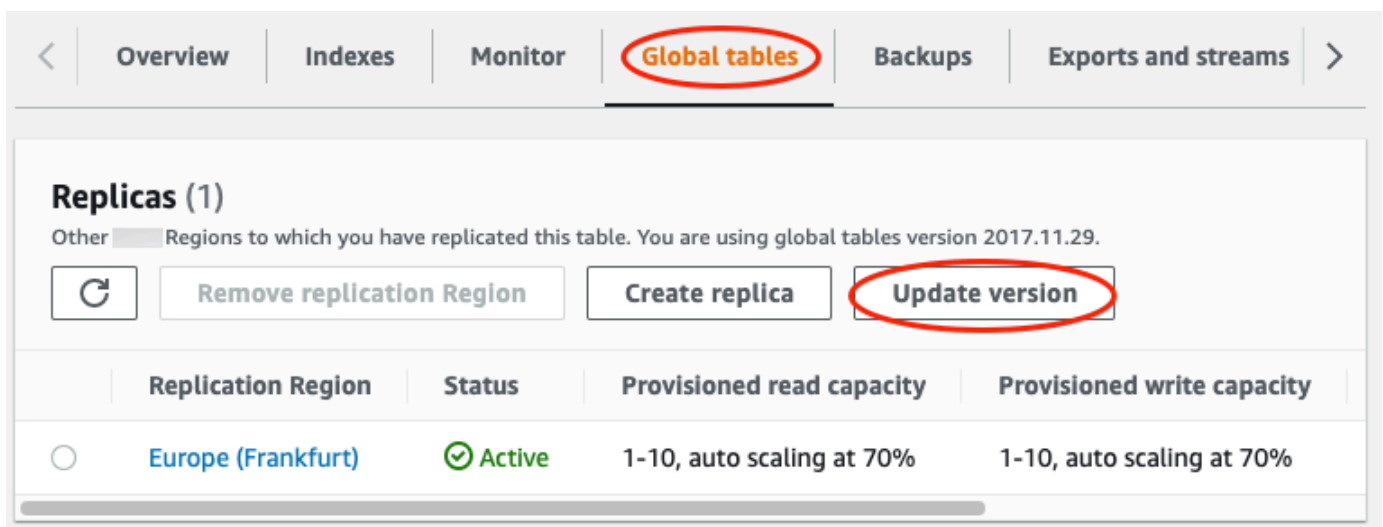 Overview Indexes Monitor Global tables Backups Exports and streams
Replicas (1)
Other Regions to which you have replicated this table. You are using global tables version 2017.11.29.
Remove replication Region Create replica Update version
Replication Region Status Provisioned read capacity Provisioned write capacity
Europe (Frankfurt) Active 1-10, auto scaling at 70% 1-10, auto scaling at 70%